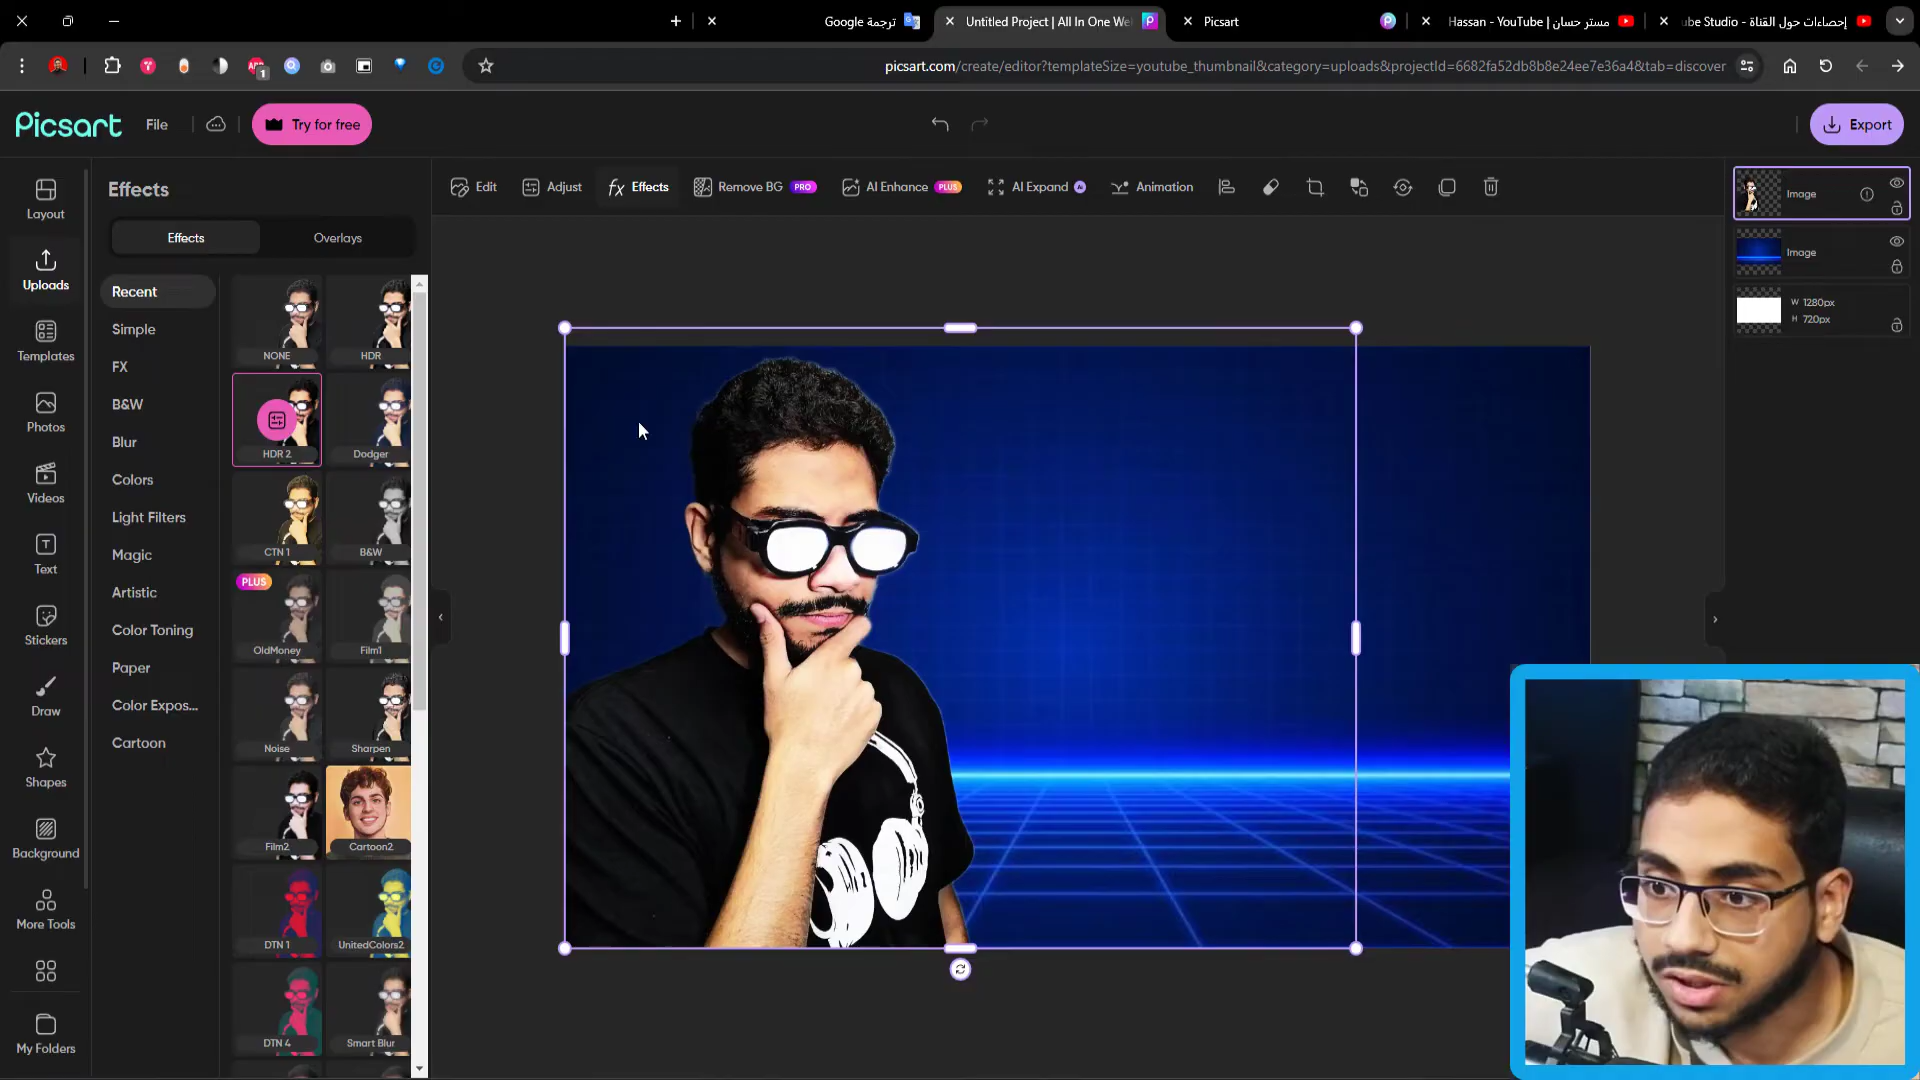 ترجمة Google
Untitled Project | All In One We
Picsart
مستر حسان | Hassan - YouTube
إحصاءات حول القناة - ube Studio
1
picsart.com/create/editor?templateSize=youtube_thumbnail&category=uploads&projectId=6682fa52db8b8e24ee7e36a4&tab=discover
Picsart
File
Try for free
Export
Layout
Uploads
Templates
Photos
Videos
Text
Stickers
Draw
Shapes
Background
More Tools
My Folders
Effects
Effects
Overlays
Recent
Simple
FX
B&W
Blur
Colors
Light Filters
Magic
Artistic
Color Toning
Paper
Color Expos...
Cartoon
NONE
HDR
HDR 2
Dodger
CTN 1
B&W
PLUS
OldMoney
Film1
Noise
Sharpen
Film2
Cartoon2
DTN 1
UnitedColors2
DTN 4
Smart Blur
Edit
Adjust
fx Effects
Remove BG PRO
AI Enhance PLUS
AI Expand
Animation
Image
Image
W 1280px
H 720px